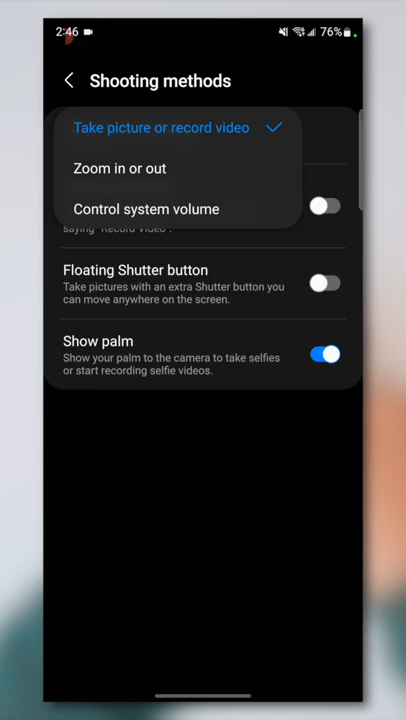 2:46
76%
Shooting methods
Take picture or record video
Zoom in or out
Control system volume
saying "Record Video".
Floating Shutter button
Take pictures with an extra Shutter button you
can move anywhere on the screen.
Show palm
Show your palm to the camera to take selfies
or start recording selfie videos.